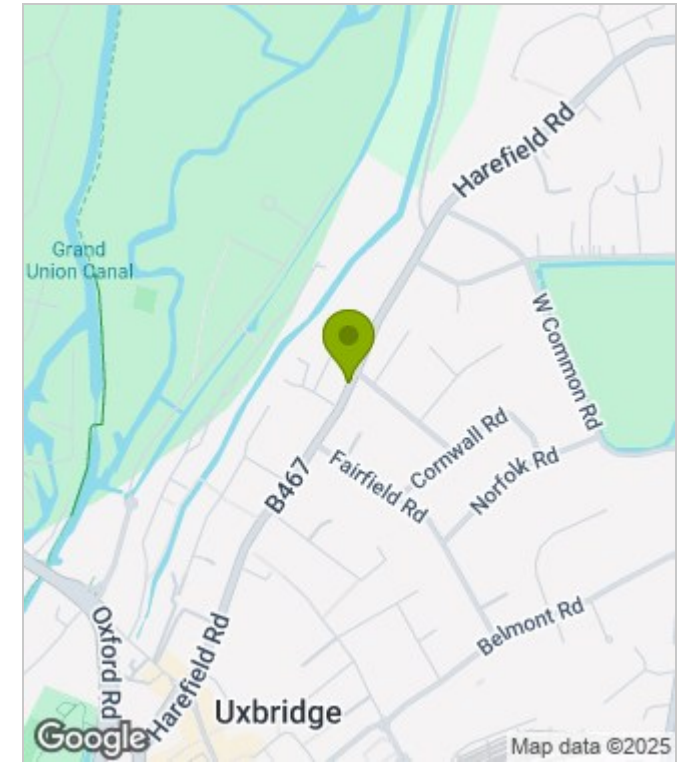 Harefield Rd
Grand
Union Canal
W Common Rd
Cornwall Rd
Norfolk Rd
Fairfield Rd
B467
Belmont Rd
Oxford Rd
Harefield Rd
Uxbridge
Google
Map data ©2025